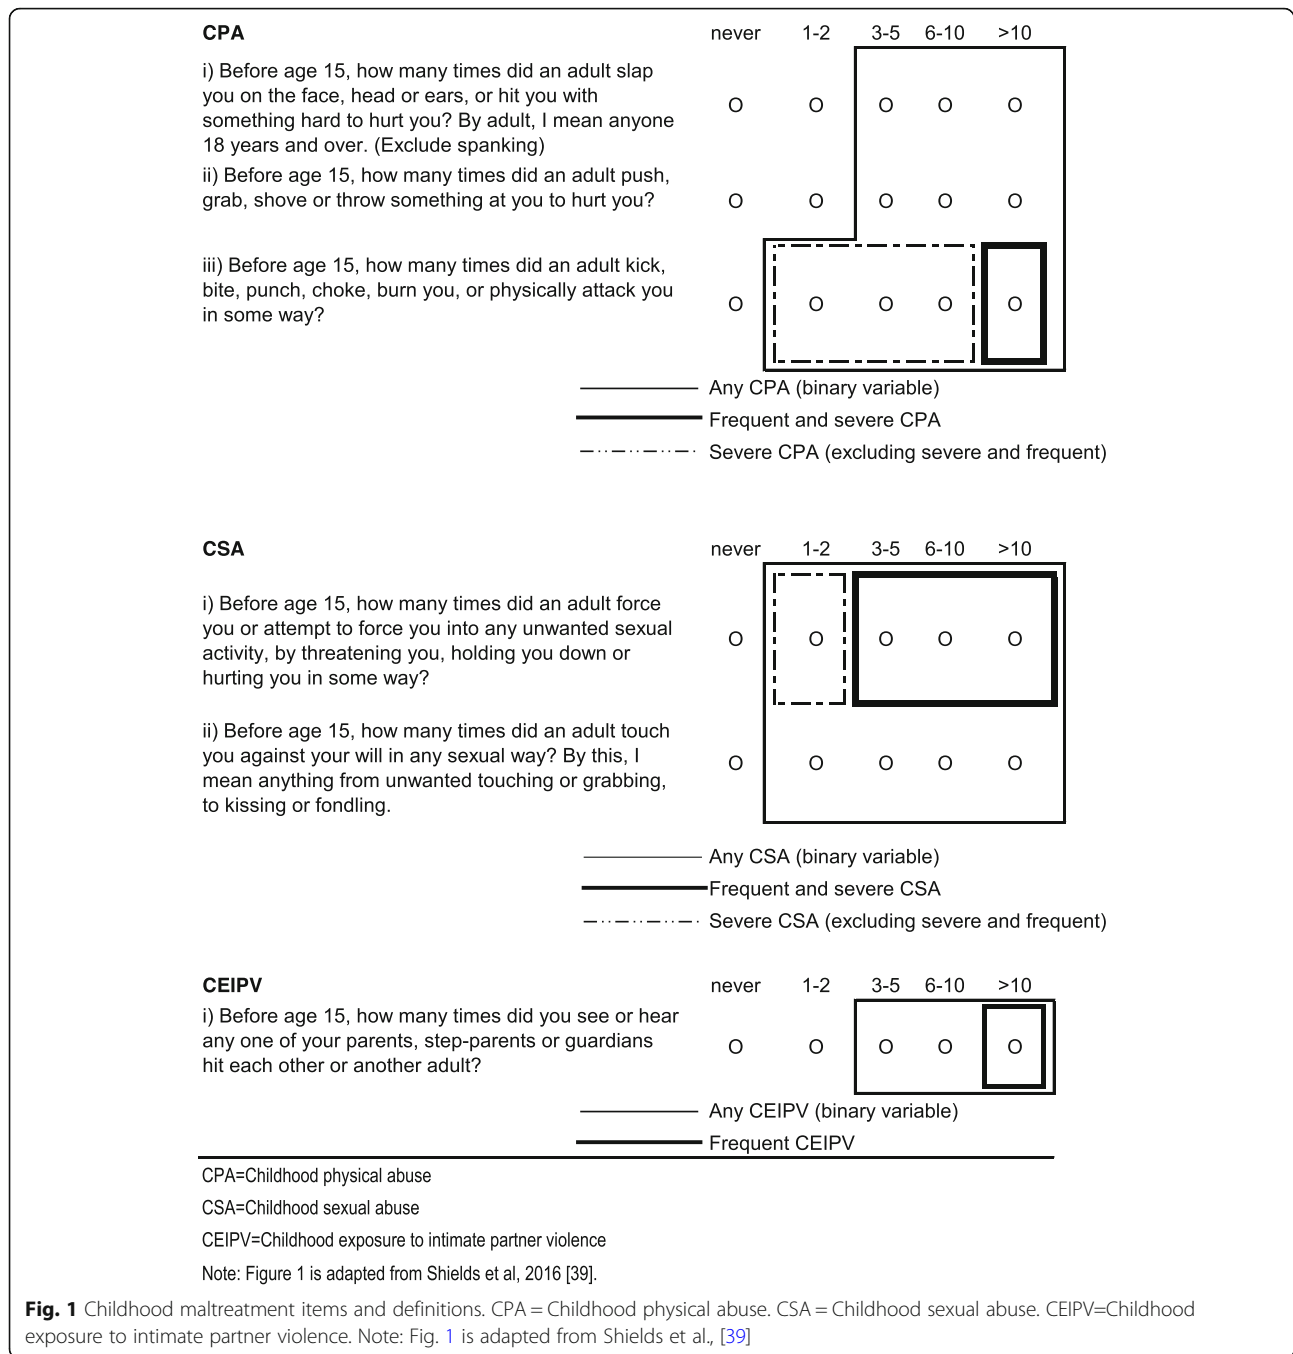 CPA never 1-2 3-5 6-10 >10
i) Before age 15, how many times did an adult slap
you on the face, head or ears, or hit you with
something hard to hurt you? By adult, I mean anyone
18 years and over. (Exclude spanking)
O O O O O
ii) Before age 15, how many times did an adult push,
grab, shove or throw something at you to hurt you?
O O O O O
iii) Before age 15, how many times did an adult kick,
bite, punch, choke, burn you, or physically attack you
in some way?
O O O O O
Any CPA (binary variable)
Frequent and severe CPA
Severe CPA (excluding severe and frequent)
CSA never 1-2 3-5 6-10 >10
i) Before age 15, how many times did an adult force
you or attempt to force you into any unwanted sexual
activity, by threatening you, holding you down or
hurting you in some way?
O O O O O
ii) Before age 15, how many times did an adult touch
you against your will in any sexual way? By this, I
mean anything from unwanted touching or grabbing,
to kissing or fondling.
O O O O O
Any CSA (binary variable)
Frequent and severe CSA
Severe CSA (excluding severe and frequent)
CEIPV never 1-2 3-5 6-10 >10
i) Before age 15, how many times did you see or hear
any one of your parents, step-parents or guardians
hit each other or another adult?
O O O O O
Any CEIPV (binary variable)
Frequent CEIPV
CPA=Childhood physical abuse
CSA=Childhood sexual abuse
CEIPV=Childhood exposure to intimate partner violence
Note: Figure 1 is adapted from Shields et al, 2016 [39].
Fig. 1 Childhood maltreatment items and definitions. CPA = Childhood physical abuse. CSA = Childhood sexual abuse. CEIPV=Childhood
exposure to intimate partner violence. Note: Fig. 1 is adapted from Shields et al., [39]